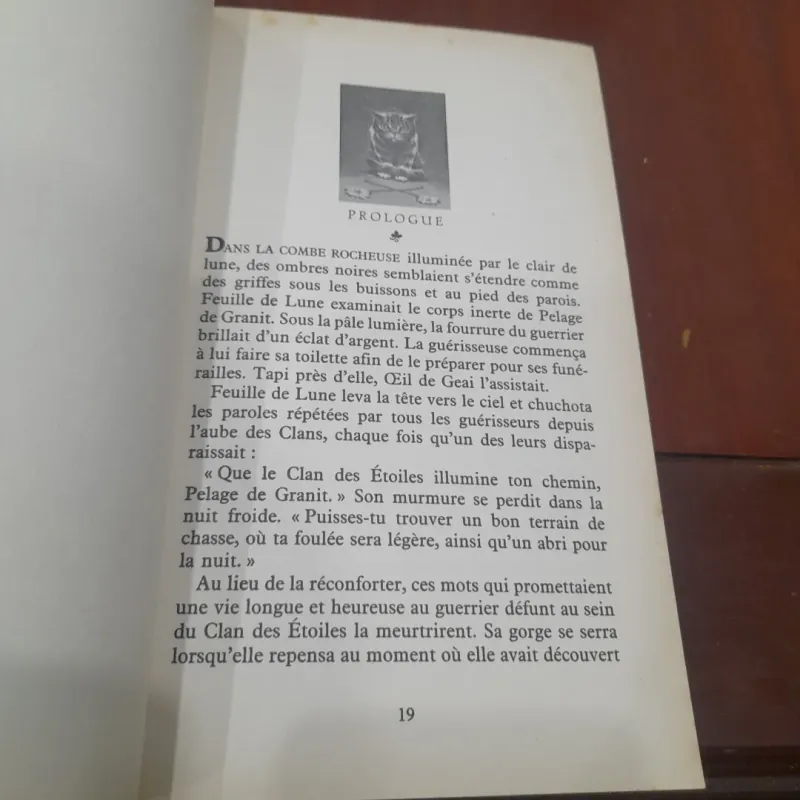 PROLOGUE
DANS LA COMBE ROCHEUSE illuminée par le clair de
lune, des ombres noires semblaient s'étendre comme
des griffes sous les buissons et au pied des parois.
Feuille de Lune examinait le corps inerte de Pelage
de Granit. Sous la pâle lumière, la fourrure du guerrier
brillait d'un éclat d'argent. La guérisseuse commença
à lui faire sa toilette afin de le préparer pour ses funé-
railles. Tapi près d'elle, Œil de Geai l'assistait.
Feuille de Lune leva la tête vers le ciel et chuchota
les paroles répétées par tous les guérisseurs depuis
l'aube des Clans, chaque fois qu'un des leurs dispa-
raissait :
« Que le Clan des Étoiles illumine ton chemin,
Pelage de Granit. » Son murmure se perdit dans la
nuit froide. « Puisses-tu trouver un bon terrain de
chasse, où ta foulée sera légère, ainsi qu'un abri pour
la nuit. »
Au lieu de la réconforter, ces mots qui promettaient
une vie longue et heureuse au guerrier défunt au sein
du Clan des Étoiles la meurtrirent. Sa gorge se serra
lorsqu'elle repensa au moment où elle avait découvert
19